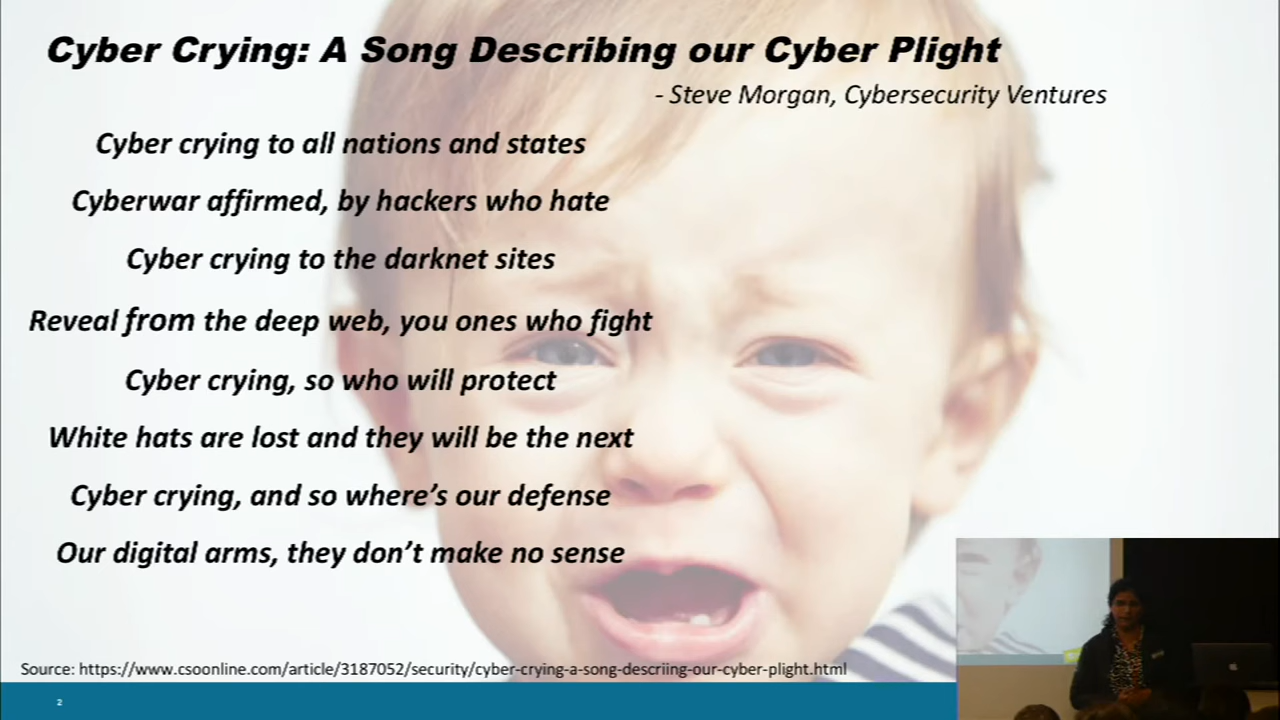 Cyber Crying: A Song Describing our Cyber Plight
- Steve Morgan, Cybersecurity Ventures
Cyber crying to all nations and states
Cyberwar affirmed, by hackers who hate
Cyber crying to the darknet sites
Reveal from the deep web, you ones who fight
Cyber crying, so who will protect
White hats are lost and they will be the next
Cyber crying, and so where's our defense
Our digital arms, they don't make no sense
Source: https://www.csoonline.com/article/3187052/security/cyber-crying-a-song-descriing-our-cyber-plight.html
2